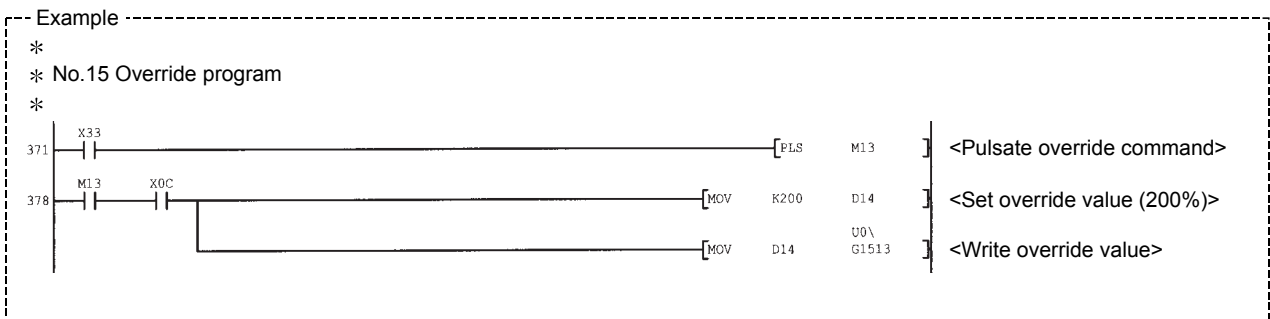 Example
*
* No.15 Override program
*
X33
371 [PLS M13 ] <Pulsate override command>
M13 X0C
378 [MOV K200 D14 ] <Set override value (200%)>
U0\
[MOV D14 G1513 ] <Write override value>